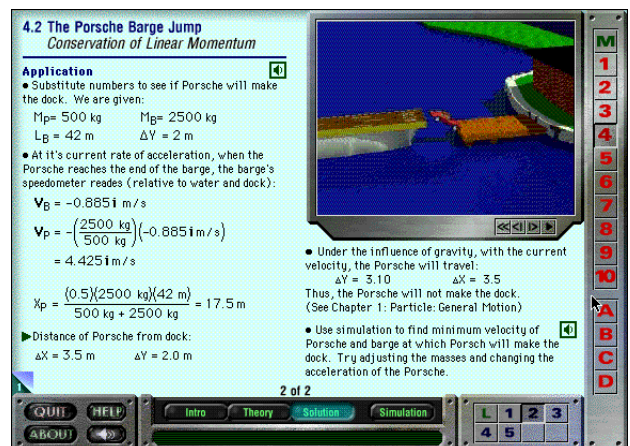 4.2 The Porsche Barge Jump
Conservation of Linear Momentum
Application
• Substitute numbers to see if Porsche will make
the dock. We are given:
M_P= 500 kg M_B= 2500 kg
L_B = 42 m ΔY = 2 m
• At it's current rate of acceleration, when the
Porsche reaches the end of the barge, the barge's
speedometer reades (relative to water and dock):
V_B = -0.885 i m/s
V_P = -(2500 kg / 500 kg)(-0.885 i m/s)
= 4.425 i m/s
X_P = (0.5)(2500 kg)(42 m) / 500 kg + 2500 kg = 17.5 m
▶Distance of Porsche from dock:
ΔX = 3.5 m ΔY = 2.0 m
• Under the influence of gravity, with the current
velocity, the Porsche will travel:
ΔY = 3.10 ΔX = 3.5
Thus, the Porsche will not make the dock.
(See Chapter 1: Particle: General Motion)
• Use simulation to find minimum velocity of
Porsche and barge at which Porsch will make the
dock. Try adjusting the masses and changing the
acceleration of the Porsche.
1
2 of 2
QUIT HELP
ABOUT
Intro Theory Solution Simulation
L 1 2 3
4 5
M
1
2
3
4
5
6
7
8
9
10
A
B
C
D